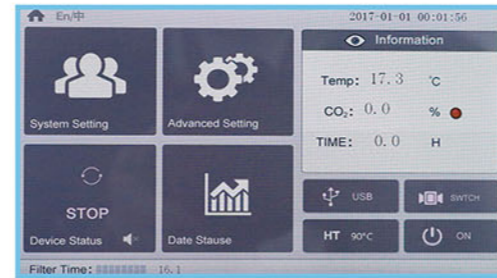 En/中
2017-01-01 00:01:56
System Setting
Advanced Setting
Information
Temp: 17.3 ℃
CO₂: 0.0 %
TIME: 0.0 H
STOP
Device Status
Date Stause
USB
SWTCH
HT 90℃
ON
Filter Time: 16.1